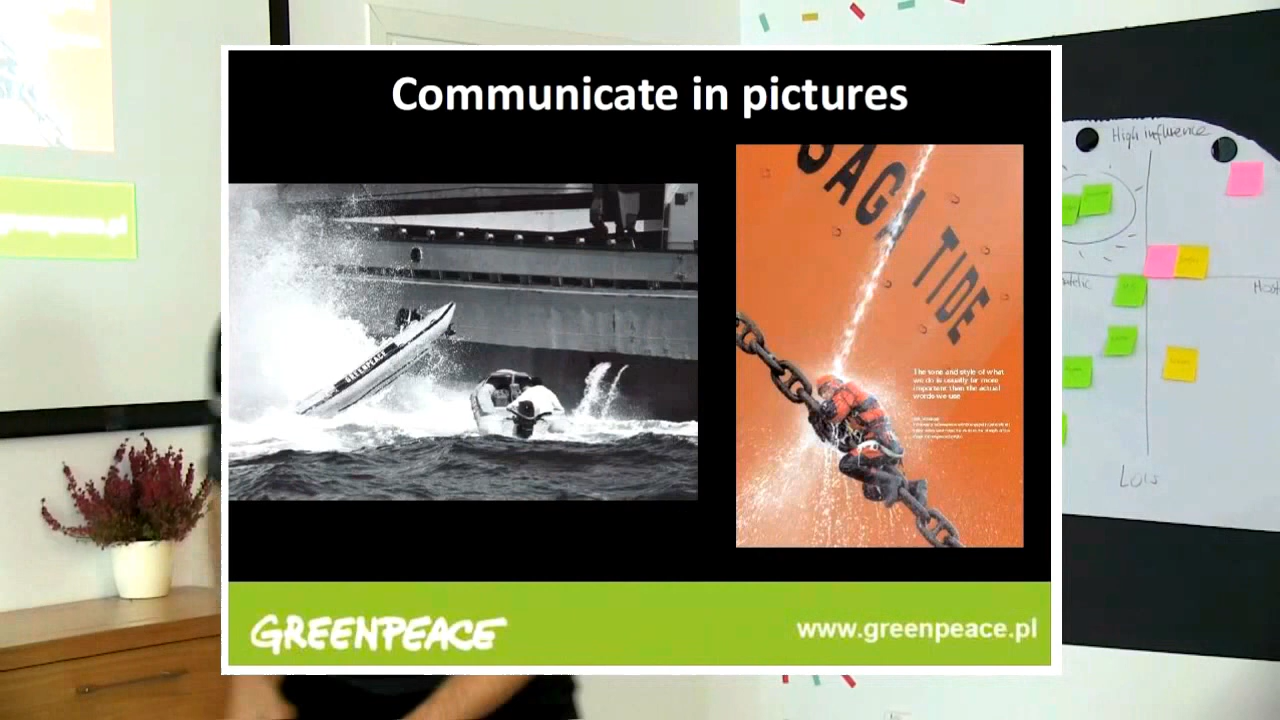 Communicate in pictures
GREENPEACE
SAGA TIDE
The tone and style of what
we do is usually far more
important than the actual
words we use
GREENPEACE
www.greenpeace.pl
High influence
Low